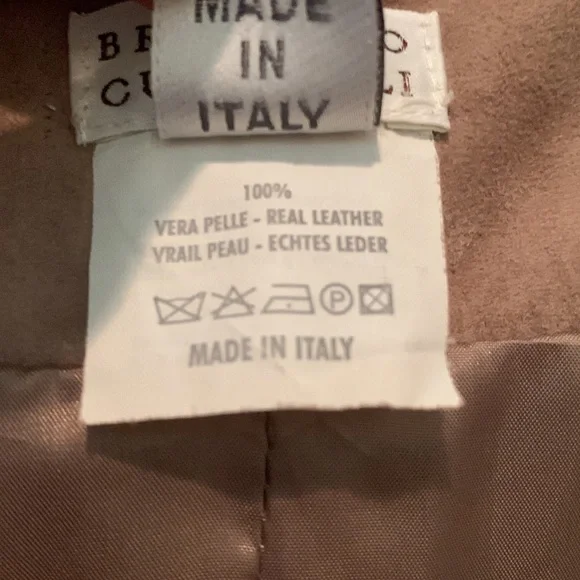 MADE
IN
ITALY
100%
VERA PELLE - REAL LEATHER
VRAIL PEAU - ECHTES LEDER
P
MADE IN ITALY